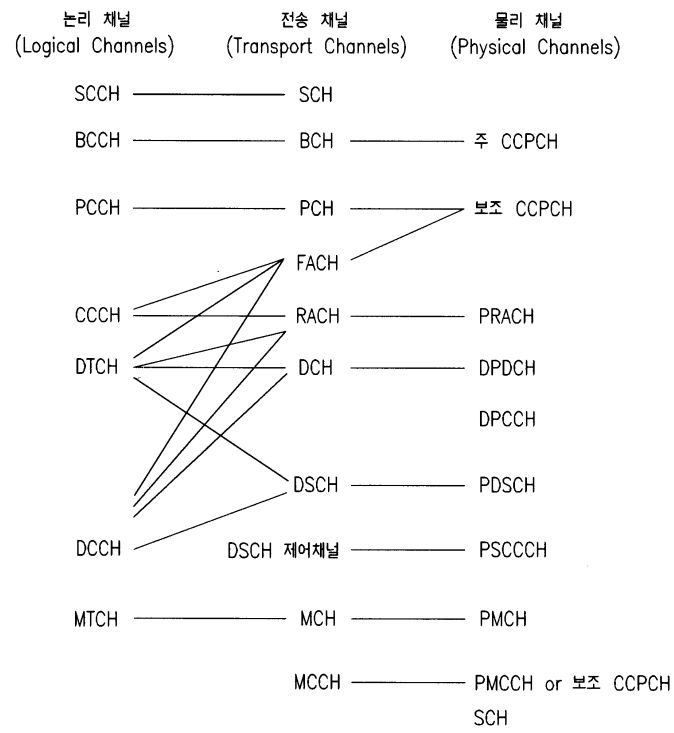 논리 채널 전송 채널 물리 채널
(Logical Channels) (Transport Channels) (Physical Channels)
SCCH SCH
BCCH BCH 주 CCPCH
PCCH PCH 보조 CCPCH
FACH
CCCH RACH PRACH
DTCH DCH DPDCH
DPCCH
DSCH PDSCH
DCCH DSCH 제어채널 PSCCCH
MTCH MCH PMCH
MCCH PMCCH or 보조 CCPCH
SCH